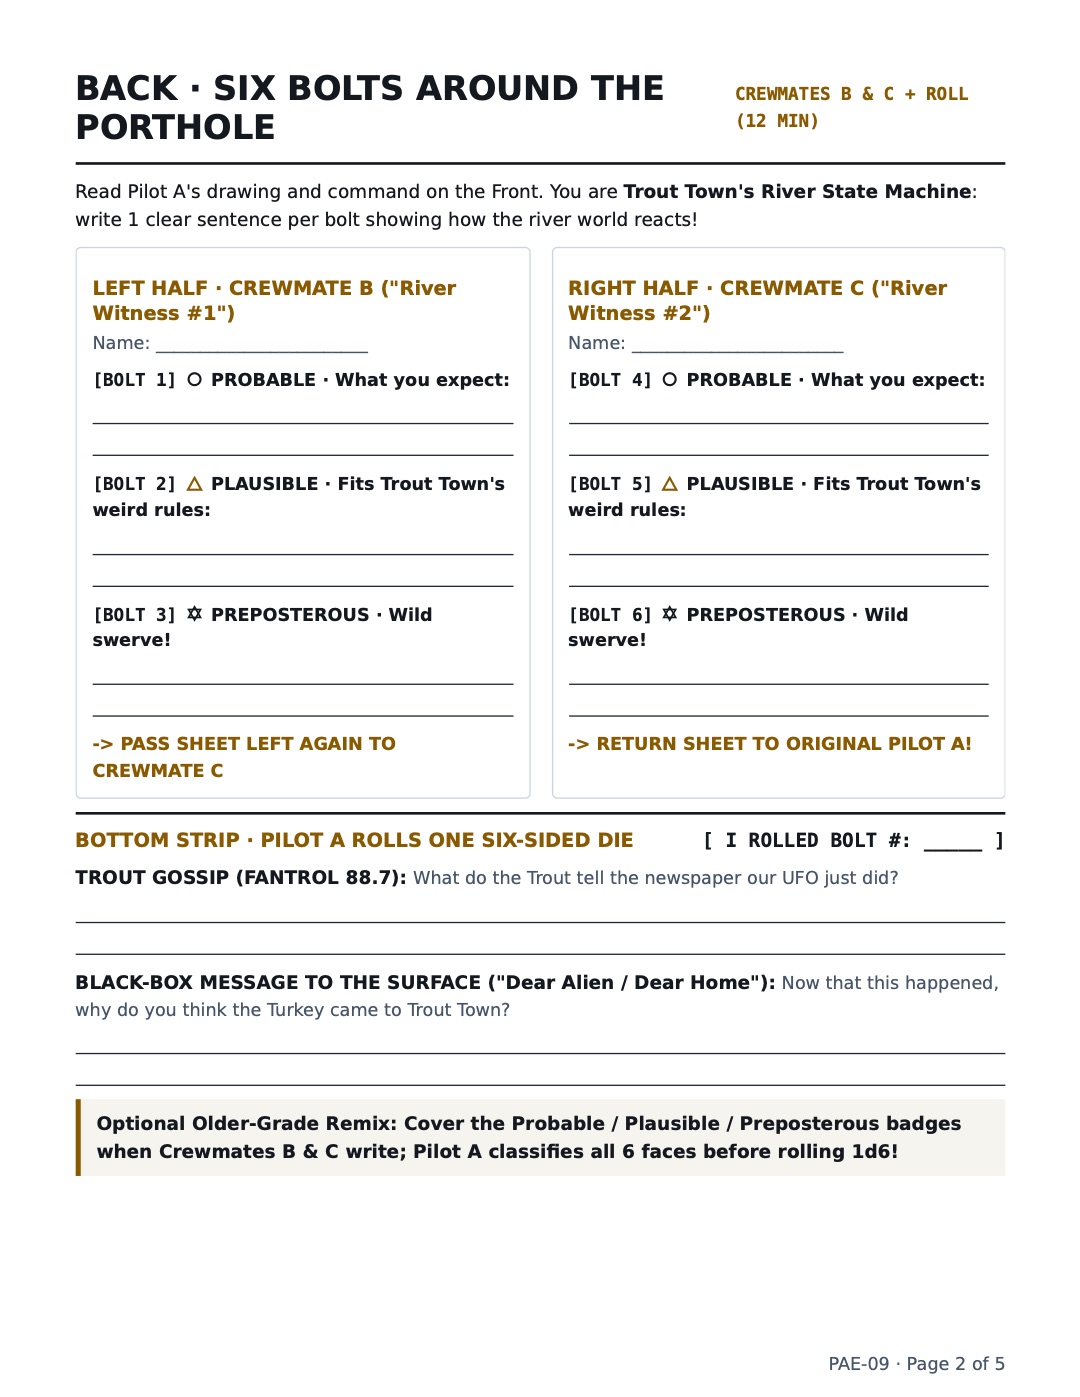 BACK · SIX BOLTS AROUND THE
PORTHOLE
CREWMATES B & C + ROLL
(12 MIN)
Read Pilot A's drawing and command on the Front. You are Trout Town's River State Machine:
write 1 clear sentence per bolt showing how the river world reacts!
LEFT HALF · CREWMATE B ("River
Witness #1")
Name: ______________________
[BOLT 1] ○ PROBABLE · What you expect:
[BOLT 2] △ PLAUSIBLE · Fits Trout Town's
weird rules:
[BOLT 3] ✡ PREPOSTEROUS · Wild
swerve!
-> PASS SHEET LEFT AGAIN TO
CREWMATE C
RIGHT HALF · CREWMATE C ("River
Witness #2")
Name: ______________________
[BOLT 4] ○ PROBABLE · What you expect:
[BOLT 5] △ PLAUSIBLE · Fits Trout Town's
weird rules:
[BOLT 6] ✡ PREPOSTEROUS · Wild
swerve!
-> RETURN SHEET TO ORIGINAL PILOT A!
BOTTOM STRIP · PILOT A ROLLS ONE SIX-SIDED DIE
[ I ROLLED BOLT #: _____ ]
TROUT GOSSIP (FANTROL 88.7): What do the Trout tell the newspaper our UFO just did?
BLACK-BOX MESSAGE TO THE SURFACE ("Dear Alien / Dear Home"): Now that this happened,
why do you think the Turkey came to Trout Town?
Optional Older-Grade Remix: Cover the Probable / Plausible / Preposterous badges
when Crewmates B & C write; Pilot A classifies all 6 faces before rolling 1d6!
PAE-09 · Page 2 of 5